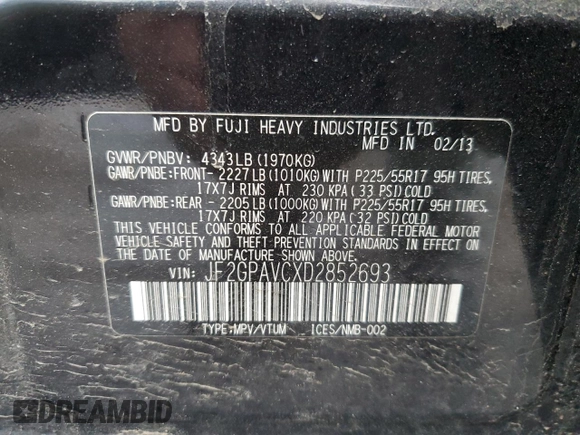 MFD BY FUJI HEAVY INDUSTRIES LTD.
MFD IN 02/13
GVWR/PNBV: 4343LB(1970KG)
GAWR/PNBE:FRONT- 2227LB(1010KG)WITH P225/55R17 95H TIRES,
17X7J RIMS AT 230 KPA(33 PSI)COLD
GAWR/PNBE:REAR - 2205LB(1000KG)WITH P225/55R17 95H TIRES,
17X7J RIMS AT 220 KPA(32 PSI)COLD
THIS VEHICLE CONFORMS TO ALL APPLICABLE FEDERAL MOTOR
VEHICLE SAFETY AND THEFT PREVENTION STANDARDS IN EFFECT ON
THE DATE OF MANUFACTURE SHOWN ABOVE.
VIN: JF2GPAVCXD2852693
TYPE:MPV/VTUM ICES/NMB-002
DREAMBID